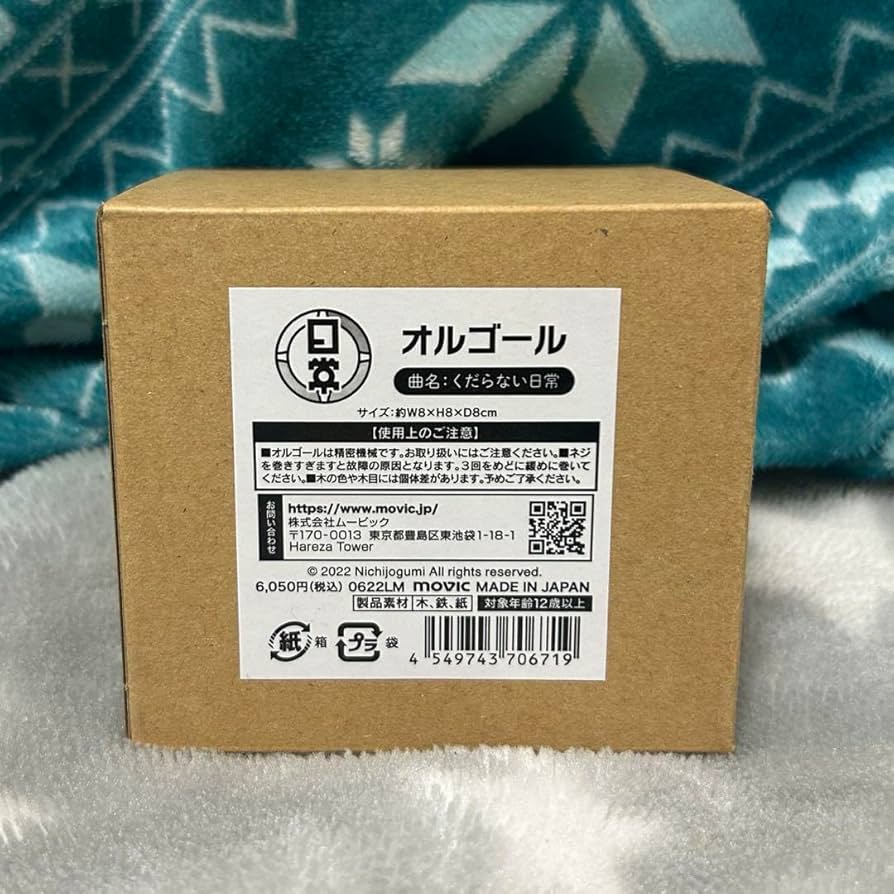 日常
オルゴール
曲名:くだらない日常
サイズ:約W8×H8×D8cm
【使用上のご注意】
■オルゴールは精密機械です。お取り扱いにはご注意ください。■ネジ
を巻きすぎますと故障の原因となります。3回をめどに緩めに巻いて
ください。■木の色や木目には個体差があります。予めご了承ください。
お問い合わせ
https://www.movic.jp/
株式会社ムービック
〒170-0013 東京都豊島区東池袋1-18-1
Hareza Tower
© 2022 Nichijogumi All rights reserved.
6,050円(税込) 0622LM movic MADE IN JAPAN
製品素材 木、鉄、紙 対象年齢12歳以上
紙 箱 プラ 袋
4 549743 706719